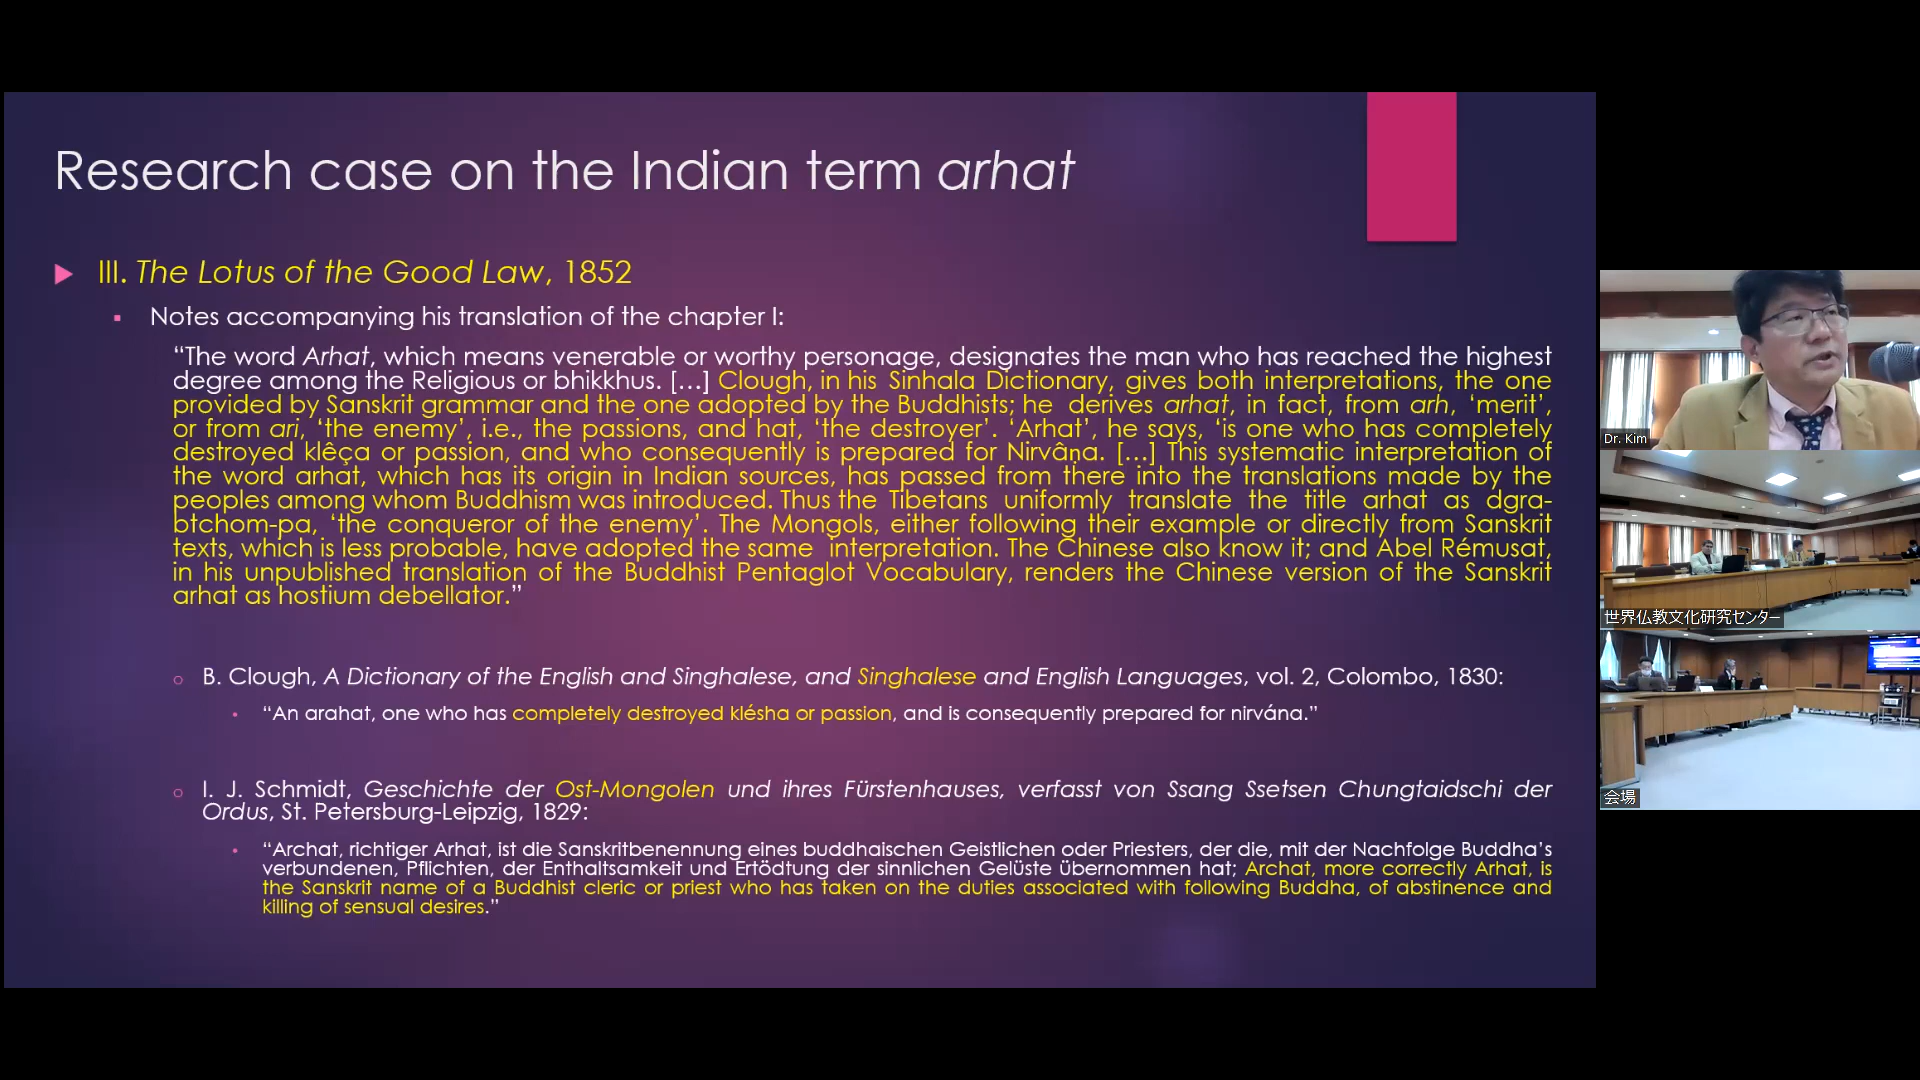 Research case on the Indian term arhat
III. The Lotus of the Good Law, 1852
Notes accompanying his translation of the chapter I:
“The word Arhat, which means venerable or worthy personage, designates the man who has reached the highest
degree among the Religious or bhikkhus. […] Clough, in his Sinhala Dictionary, gives both interpretations, the one
provided by Sanskrit grammar and the one adopted by the Buddhists; he derives arhat, in fact, from arh, ‘merit’,
or from ari, ‘the enemy’, i.e., the passions, and hat, ‘the destroyer’. ‘Arhat’, he says, ‘is one who has completely
destroyed klêça or passion, and who consequently is prepared for Nirvâṇa. […] This systematic interpretation of
the word arhat, which has its origin in Indian sources, has passed from there into the translations made by the
peoples among whom Buddhism was introduced. Thus the Tibetans uniformly translate the title arhat as dgra-
btchom-pa, ‘the conqueror of the enemy’. The Mongols, either following their example or directly from Sanskrit
texts, which is less probable, have adopted the same interpretation. The Chinese also know it; and Abel Rémusat,
in his unpublished translation of the Buddhist Pentaglot Vocabulary, renders the Chinese version of the Sanskrit
arhat as hostium debellator.”
B. Clough, A Dictionary of the English and Singhalese, and Singhalese and English Languages, vol. 2, Colombo, 1830:
“An arahat, one who has completely destroyed klésha or passion, and is consequently prepared for nirvána.”
I. J. Schmidt, Geschichte der Ost-Mongolen und ihres Fürstenhauses, verfasst von Ssang Ssetsen Chungtaidschi der
Ordus, St. Petersburg-Leipzig, 1829:
“Archat, richtiger Arhat, ist die Sanskritbenennung eines buddhaischen Geistlichen oder Priesters, der die, mit der Nachfolge Buddha’s
verbundenen, Pflichten, der Enthaltsamkeit und Ertödtung der sinnlichen Gelüste übernommen hat; Archat, more correctly Arhat, is
the Sanskrit name of a Buddhist cleric or priest who has taken on the duties associated with following Buddha, of abstinence and
killing of sensual desires.”
Dr. Kim
世界仏教文化研究センター
会場